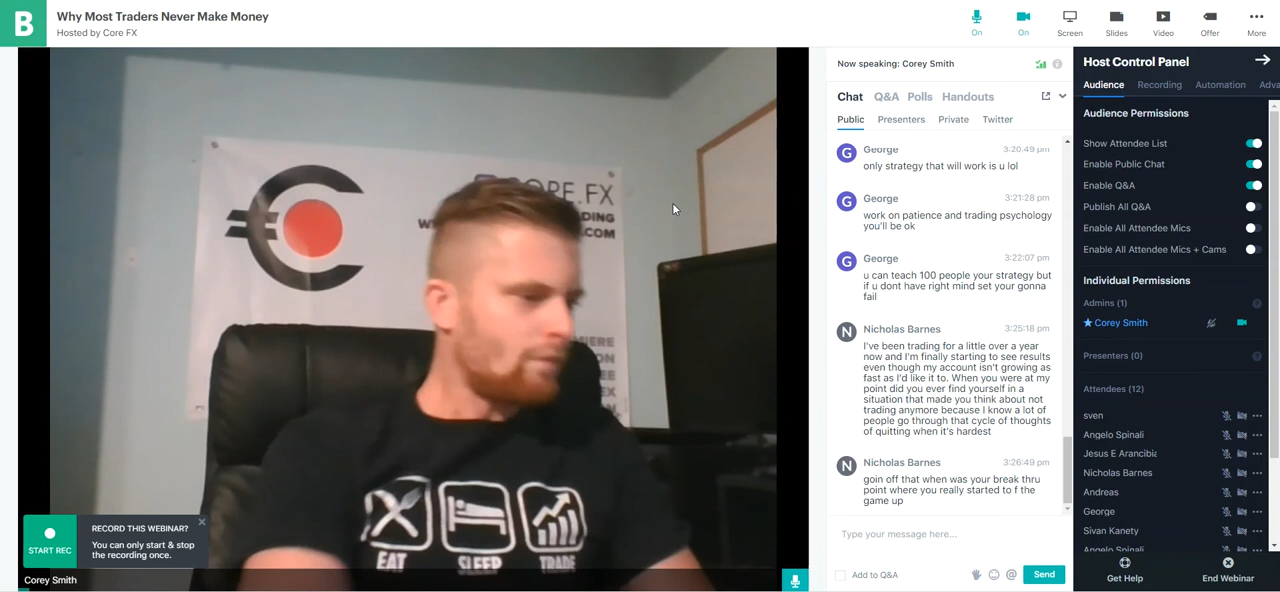 B
Why Most Traders Never Make Money
Hosted by Core FX
On
On
Screen
Slides
Video
Offer
More
CORE.FX
TRADING
.COM
EAT
SLEEP
TRADE
START REC
RECORD THIS WEBINAR?
You can only start & stop
the recording once.
Corey Smith
Now speaking: Corey Smith
Chat
Q&A
Polls
Handouts
Public
Presenters
Private
Twitter
G
George
3:20:49 pm
only strategy that will work is u lol
G
George
3:21:28 pm
work on patience and trading psychology
you'll be ok
G
George
3:22:07 pm
u can teach 100 people your strategy but
if u dont have right mind set your gonna
fail
N
Nicholas Barnes
3:25:18 pm
I've been trading for a little over a year
now and I'm finally starting to see results
even though my account isn't growing as
fast as I'd like it to. When you were at my
point did you ever find yourself in a
situation that made you think about not
trading anymore because I know a lot of
people go through that cycle of thoughts
of quitting when it's hardest
N
Nicholas Barnes
3:26:49 pm
goin off that when was your break thru
point where you really started to f the
game up
Type your message here...
Add to Q&A
Send
Host Control Panel
Audience
Recording
Automation
Adva
Audience Permissions
Show Attendee List
Enable Public Chat
Enable Q&A
Publish All Q&A
Enable All Attendee Mics
Enable All Attendee Mics + Cams
Individual Permissions
Admins (1)
Corey Smith
Presenters (0)
Attendees (12)
sven
Angelo Spinali
Jesus E Arancibia
Nicholas Barnes
Andreas
George
Sivan Kanety
Angelo Spinali
Get Help
End Webinar